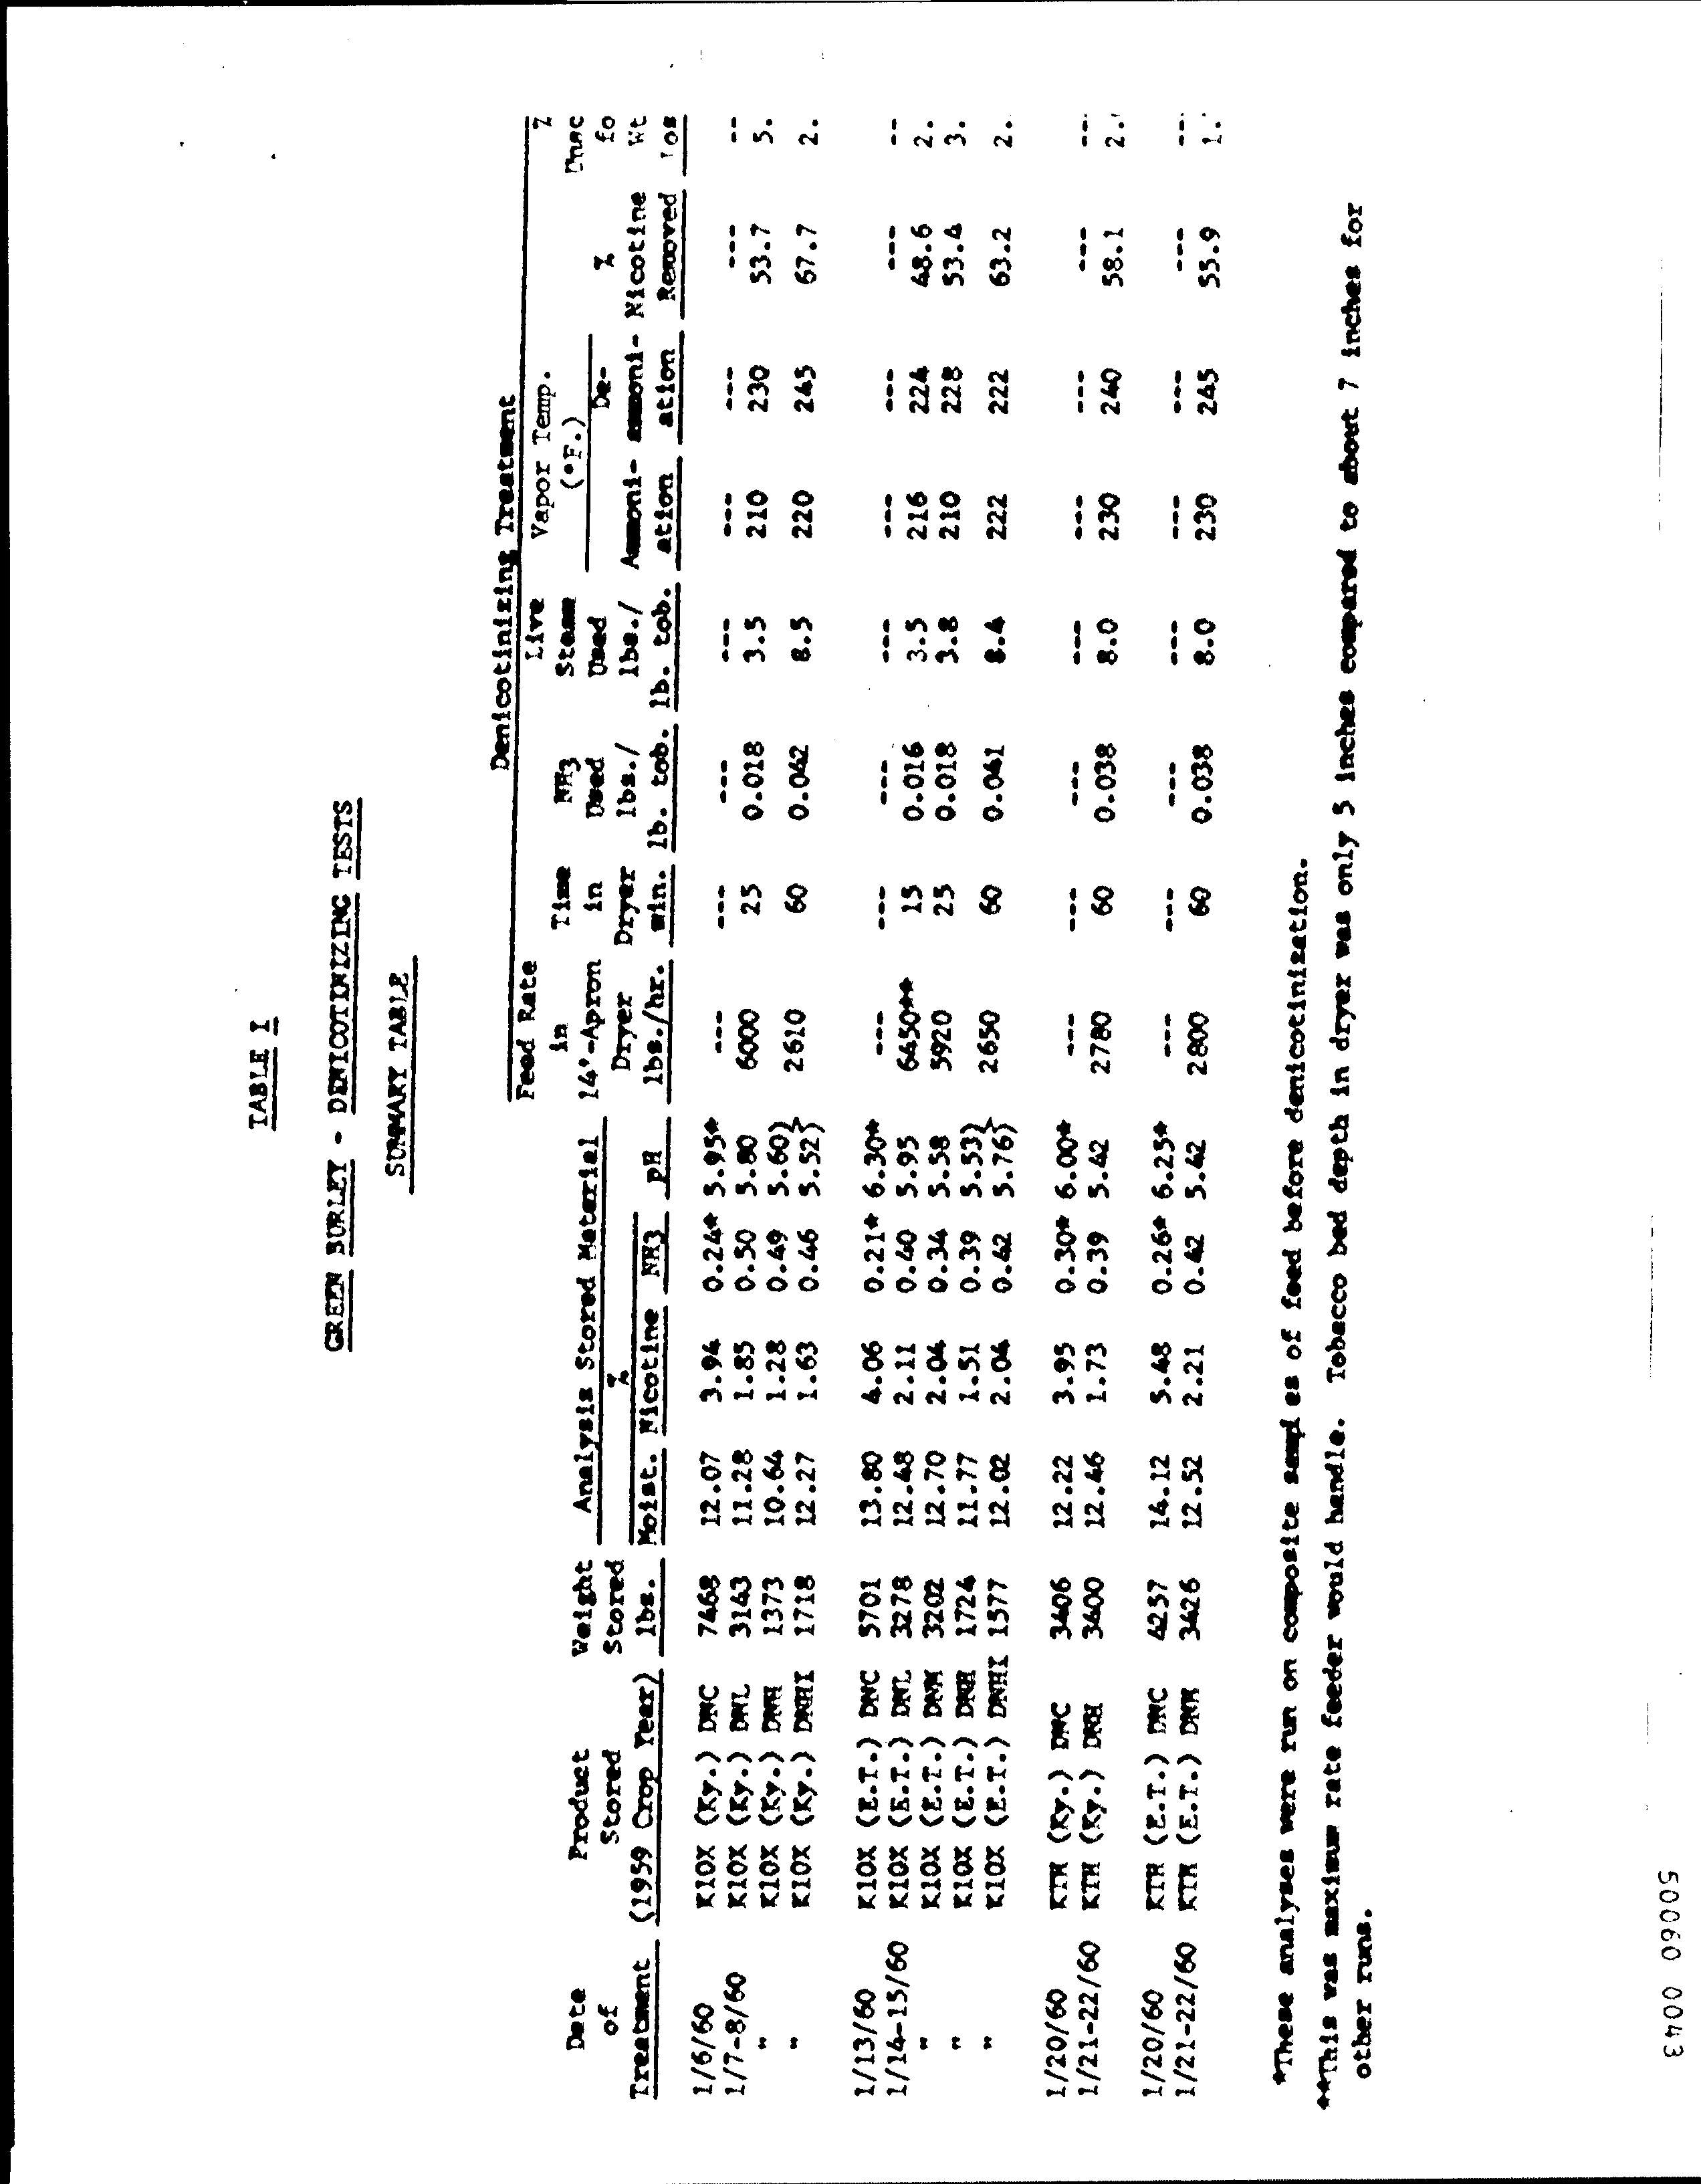 TABLE I
GREEN BURLEY - DENICOTINIZING TESTS
SUMMARY TABLE
Denicotinizing Treatment
Feed Rate Live Vapor Temp. %
Date Product Weight Analysis Stored Material in Time NH3 Steam (°F.)
of Stored Stored % 14'-Apron in Used Used De- % fo
Treatment (1959 Crop Year) lbs. Moist. Nicotine NH3 pH Dryer Dryer lbs./ lbs./ Ammoni- ammoni- Nicotine Wt
lbs./hr. min. lb. tob. lb. tob. ation ation Removed
1/6/60 K10X (Ky.) DNC 7468 12.07 3.94 0.24* 5.95* --- --- --- --- --- --- --- --
1/7-8/60 K10X (Ky.) DNL 3143 11.28 1.85 0.50 5.80 6000 25 0.018 3.5 210 230 53.7 5.
" K10X (Ky.) DNH 1373 10.64 1.28 0.49 5.60)
" K10X (Ky.) DNHI 1718 12.27 1.63 0.46 5.52) 2610 60 0.042 8.5 220 245 67.7 2.
1/13/60 K10X (E.T.) DNC 5701 13.80 4.06 0.21* 6.30* --- --- --- --- --- --- --- --
1/14-15/60 K10X (E.T.) DNL 3278 12.48 2.11 0.40 5.95 6450** 15 0.016 3.5 216 224 48.6 2.
" K10X (E.T.) DNM 3202 12.70 2.04 0.34 5.58 5920 25 0.018 3.8 210 228 53.4 3.
" K10X (E.T.) DNH 1724 11.77 1.51 0.39 5.53)
" K10X (E.T.) DNHI 1577 12.02 2.04 0.42 5.76) 2650 60 0.041 8.4 222 222 63.2 2.
1/20/60 KTH (Ky.) DNC 3406 12.22 3.95 0.30* 6.00* --- --- --- --- --- --- --- --
1/21-22/60 KTH (Ky.) DNH 3400 12.46 1.73 0.39 5.42 2780 60 0.038 8.0 230 240 58.1 2.
1/20/60 KTH (E.T.) DNC 4257 14.12 5.48 0.26* 6.25* --- --- --- --- --- --- --- --
1/21-22/60 KTH (E.T.) DNH 3426 12.52 2.21 0.42 5.42 2800 60 0.038 8.0 230 245 55.9 1.
*These analyses were run on composite samples of feed before denicotinization.
**This was maximum rate feeder would handle. Tobacco bed depth in dryer was only 5 inches compared to about 7 inches for
other runs.
50060 0043